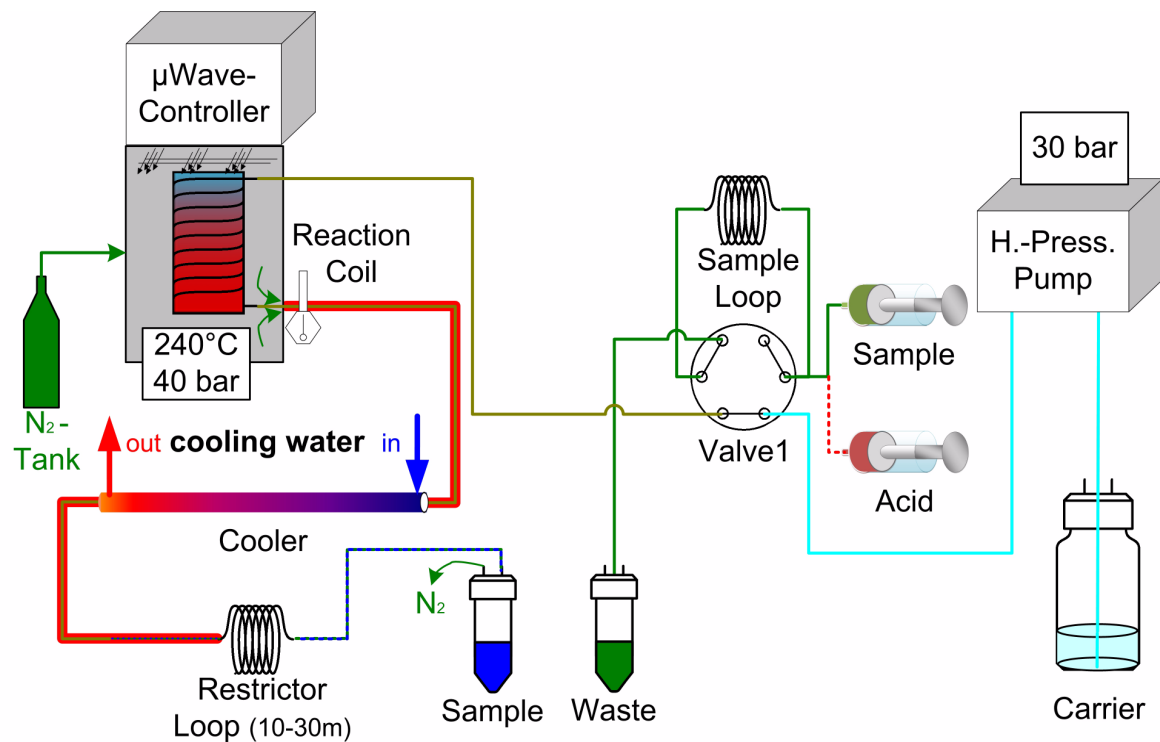 µWave-
Controller
30 bar
H.-Press.
Pump
Reaction
Coil
Sample
Loop
Sample
240°C
40 bar
N₂-
Tank
out cooling water in
Valve1
Acid
Cooler
N₂
Restrictor
Loop (10-30m)
Sample
Waste
Carrier